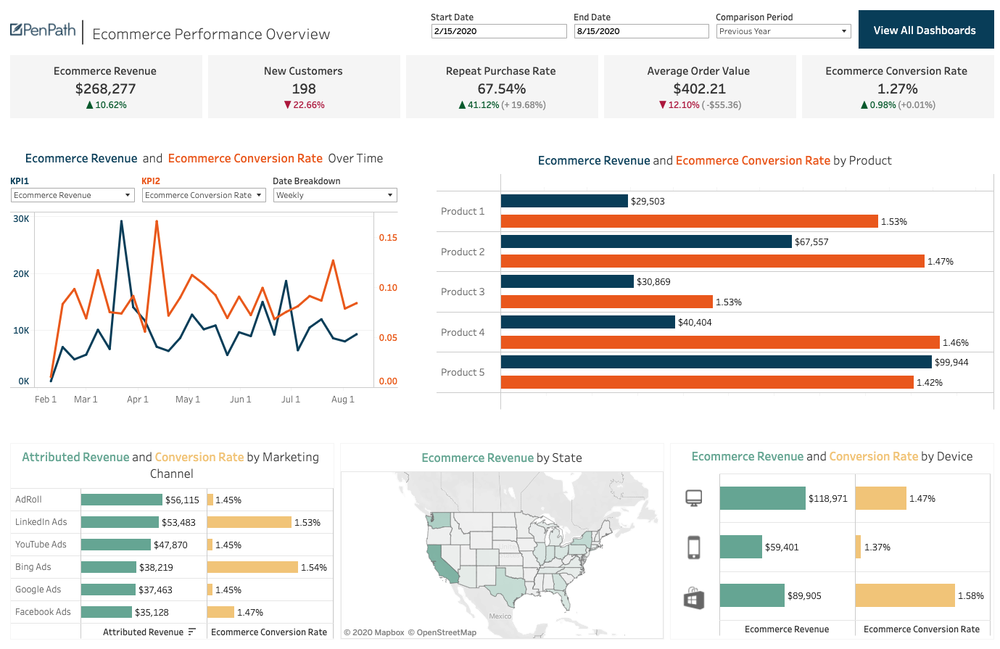 PenPath
Ecommerce Performance Overview
Start Date
2/15/2020
End Date
8/15/2020
Comparison Period
Previous Year
View All Dashboards
Ecommerce Revenue
$268,277
▲ 10.62%
New Customers
198
▼ 22.66%
Repeat Purchase Rate
67.54%
▲ 41.12% (+ 19.68%)
Average Order Value
$402.21
▼ 12.10% ( -$55.36)
Ecommerce Conversion Rate
1.27%
▲ 0.98% (+0.01%)
Ecommerce Revenue and Ecommerce Conversion Rate Over Time
KPI1
Ecommerce Revenue
KPI2
Ecommerce Conversion Rate
Date Breakdown
Weekly
30K
20K
10K
0K
0.15
0.10
0.05
0.00
Feb 1
Mar 1
Apr 1
May 1
Jun 1
Jul 1
Aug 1
Ecommerce Revenue and Ecommerce Conversion Rate by Product
Product 1
$29,503
1.53%
Product 2
$67,557
1.47%
Product 3
$30,869
1.53%
Product 4
$40,404
1.46%
Product 5
$99,944
1.42%
Attributed Revenue and Conversion Rate by Marketing
Channel
AdRoll $56,115 1.45%
LinkedIn Ads $53,483 1.53%
YouTube Ads $47,870 1.45%
Bing Ads $38,219 1.54%
Google Ads $37,463 1.45%
Facebook Ads $35,128 1.47%
Attributed Revenue
Ecommerce Conversion Rate
Ecommerce Revenue by State
Mexico
© 2020 Mapbox © OpenStreetMap
Ecommerce Revenue and Conversion Rate by Device
$118,971 1.47%
$59,401 1.37%
$89,905 1.58%
Ecommerce Revenue
Ecommerce Conversion Rate